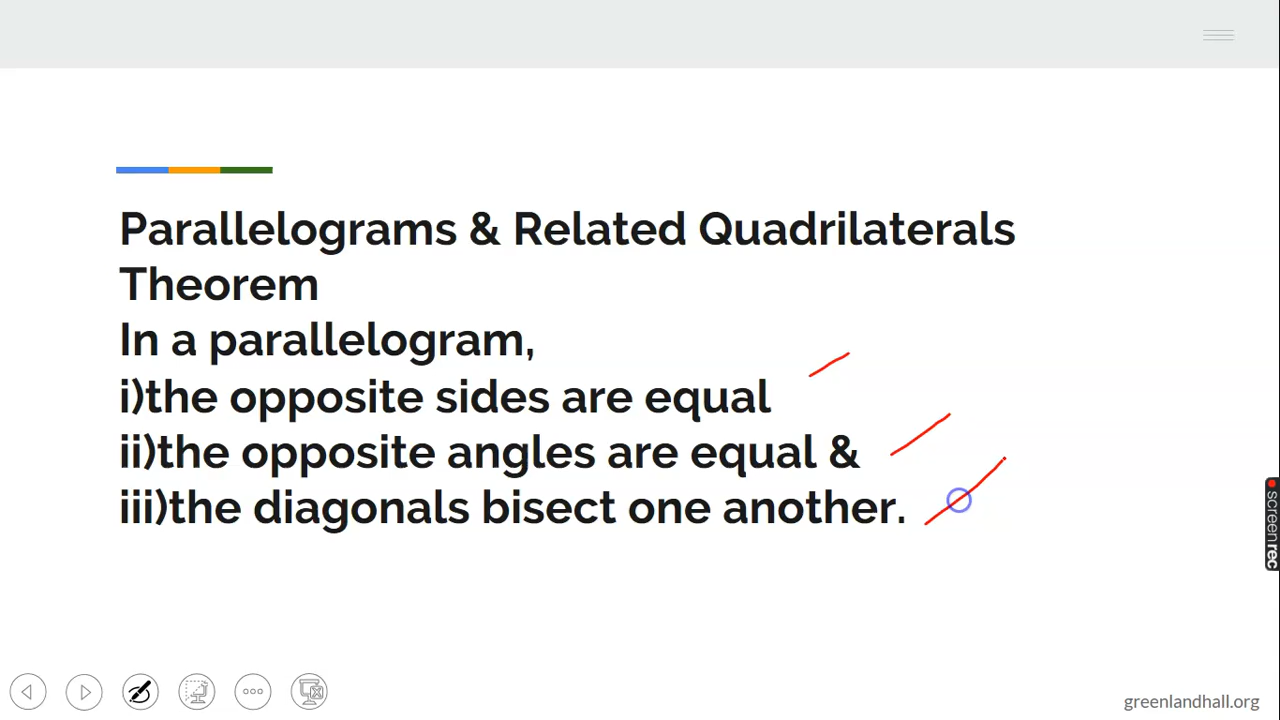 Parallelograms & Related Quadrilaterals
Theorem
In a parallelogram,
i)the opposite sides are equal
ii)the opposite angles are equal &
iii)the diagonals bisect one another.
screenrec
greenlandhall.org